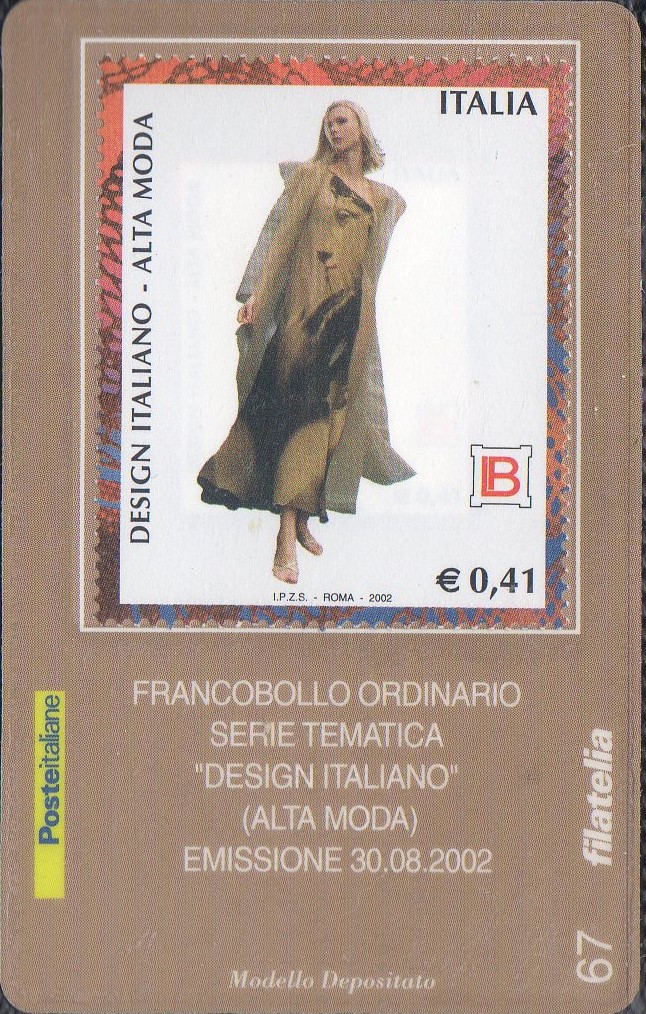 ITALIA
DESIGN ITALIANO - ALTA MODA
LB
€ 0,41
I.P.Z.S. - ROMA - 2002
FRANCOBOLLO ORDINARIO
SERIE TEMATICA
"DESIGN ITALIANO"
(ALTA MODA)
EMISSIONE 30.08.2002
Posteitaliane
filatelia
67
Modello Depositato